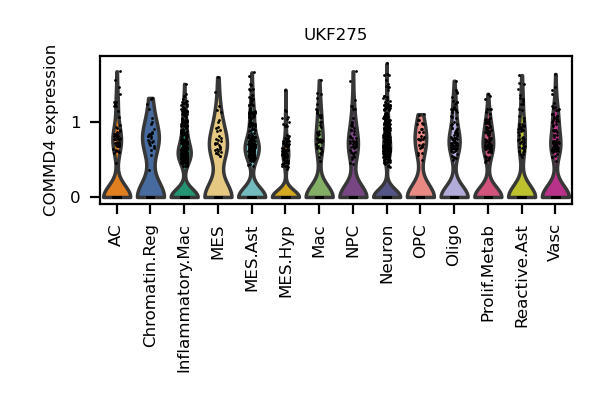 UKF275
COMMD4 expression
1
0
AC
Chromatin.Reg
Inflammatory.Mac
MES
MES.Ast
MES.Hyp
Mac
NPC
Neuron
OPC
Oligo
Prolif.Metab
Reactive.Ast
Vasc